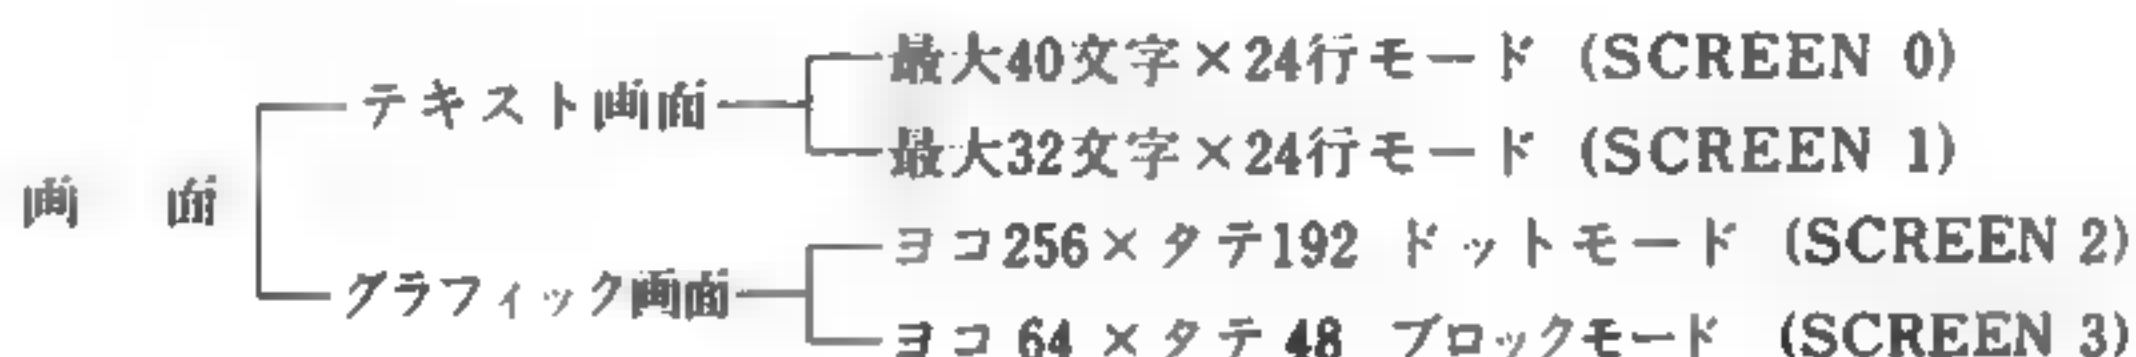 最大40文字×24行モード (SCREEN 0)
テキスト画面
最大32文字×24行モード (SCREEN 1)
画面
ヨコ256×タテ192 ドットモード (SCREEN 2)
グラフィック画面
ヨコ 64 ×タテ 48 ブロックモード (SCREEN 3)